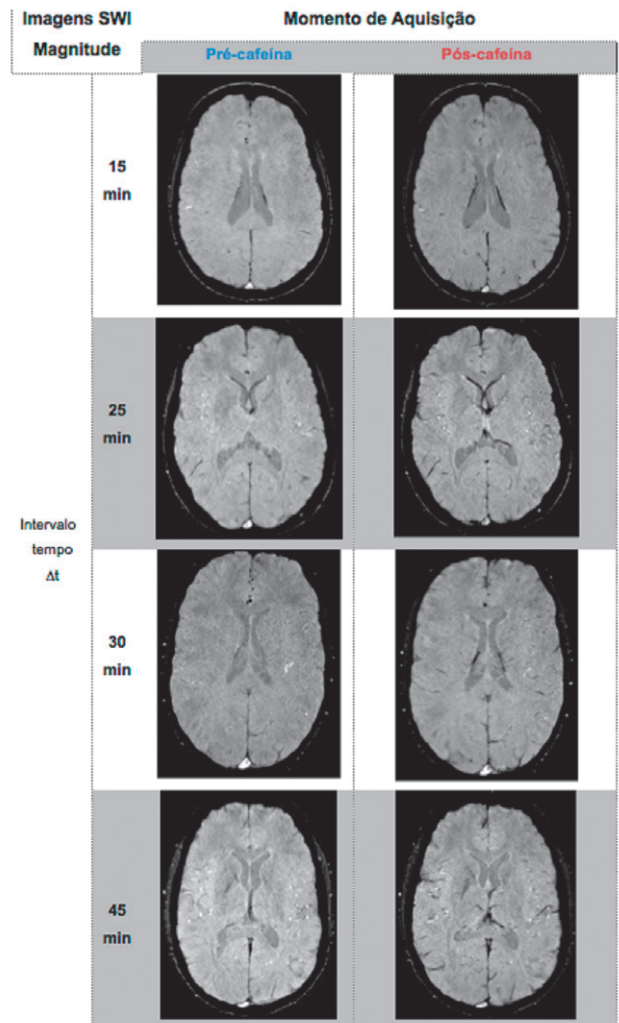 Imagens SWI
Magnitude
Momento de Aquisição
Pré-cafeína
Pós-cafeína
15
min
25
min
Intervalo
tempo
Δt
30
min
45
min